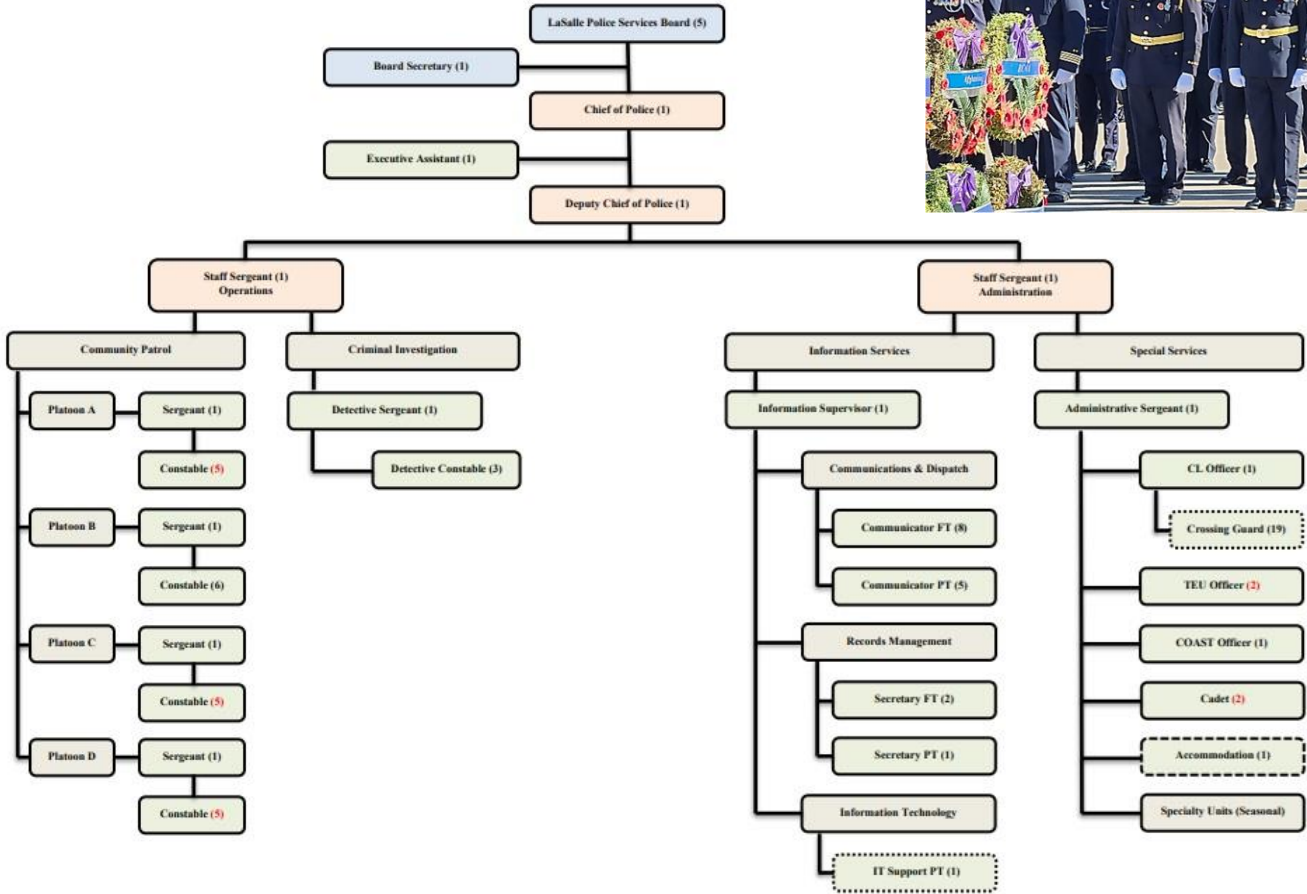 LaSalle Police Services Board (5)
Board Secretary (1)
Chief of Police (1)
Executive Assistant (1)
Deputy Chief of Police (1)
Staff Sergeant (1)
Operations
Staff Sergeant (1)
Administration
Community Patrol
Criminal Investigation
Information Services
Special Services
Platoon A
Sergeant (1)
Constable (5)
Platoon B
Sergeant (1)
Constable (6)
Platoon C
Sergeant (1)
Constable (5)
Platoon D
Sergeant (1)
Constable (5)
Detective Sergeant (1)
Detective Constable (3)
Information Supervisor (1)
Communications & Dispatch
Communicator FT (8)
Communicator PT (5)
Records Management
Secretary FT (2)
Secretary PT (1)
Information Technology
IT Support PT (1)
Administrative Sergeant (1)
CL Officer (1)
Crossing Guard (19)
TEU Officer (2)
COAST Officer (1)
Cadet (2)
Accommodation (1)
Specialty Units (Seasonal)